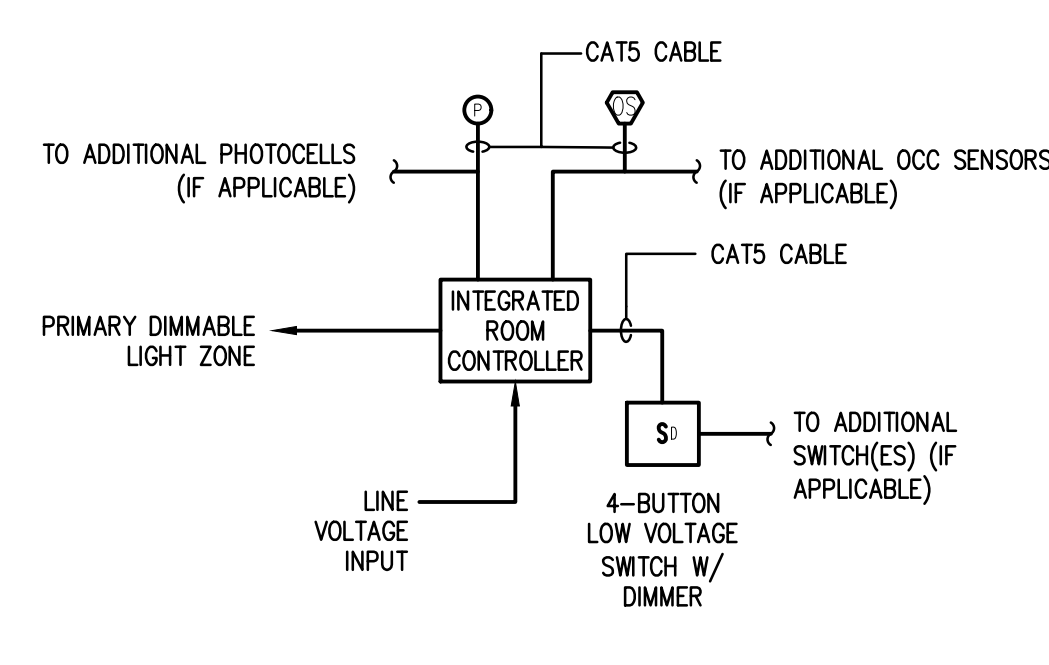 CAT5 CABLE
P
OS
TO ADDITIONAL PHOTOCELLS
(IF APPLICABLE)
TO ADDITIONAL OCC SENSORS
(IF APPLICABLE)
CAT5 CABLE
INTEGRATED
ROOM
CONTROLLER
PRIMARY DIMMABLE
LIGHT ZONE
SD
TO ADDITIONAL
SWITCH(ES) (IF
APPLICABLE)
LINE
VOLTAGE
INPUT
4-BUTTON
LOW VOLTAGE
SWITCH W/
DIMMER